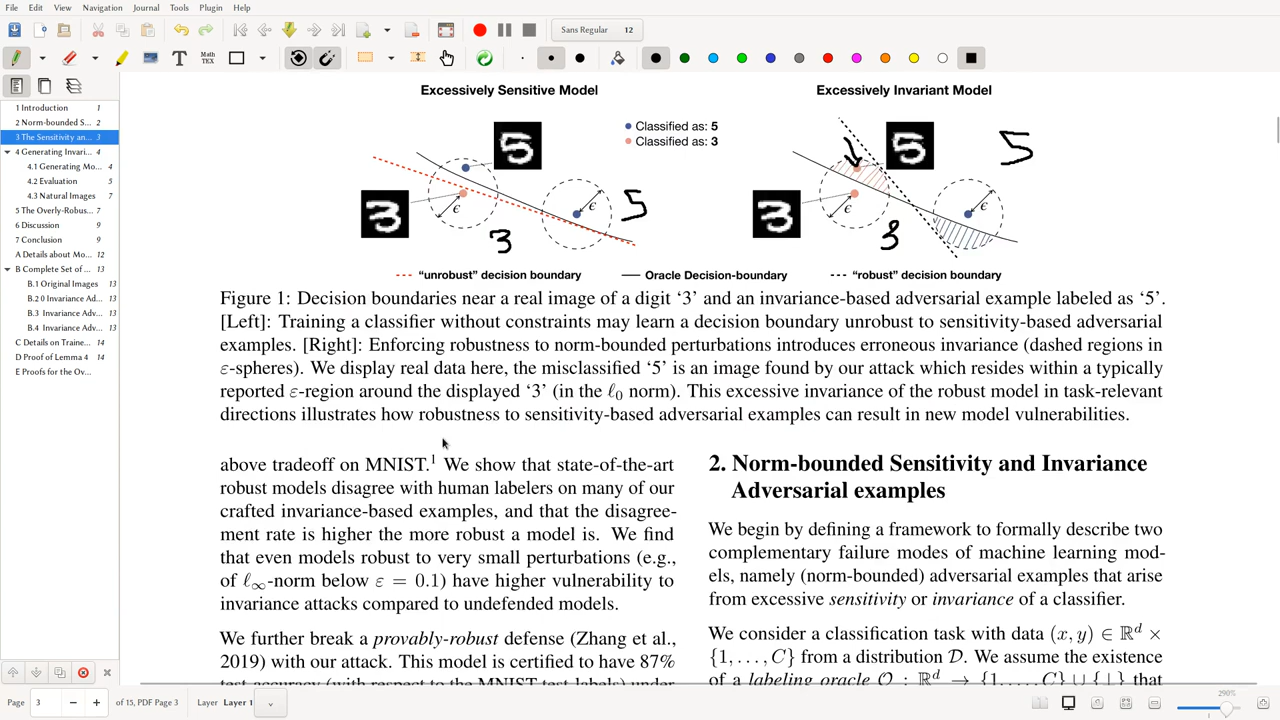 File Edit View Navigation Journal Tools Plugin Help
Sans Regular 12
Math
TEX
1 Introduction 1
2 Norm-bounded S... 2
3 The Sensitivity an... 3
4 Generating Invari... 4
4.1 Generating Mo... 4
4.2 Evaluation 5
4.3 Natural Images 7
5 The Overly-Robus... 7
6 Discussion 9
7 Conclusion 9
A Details about Mo... 12
B Complete Set of ... 13
B.1 Original Images 13
B.2 0 Invariance Ad... 13
B.3 Invariance Adv... 13
B.4 Invariance Adv... 13
C Details on Traine... 14
D Proof of Lemma 4 14
E Proofs for the Ov...
Excessively Sensitive Model
Excessively Invariant Model
Classified as: 5
Classified as: 3
5
3
ϵ
ϵ
3
5
5
3
ϵ
ϵ
3
5
"unrobust" decision boundary
Oracle Decision-boundary
"robust" decision boundary
Figure 1: Decision boundaries near a real image of a digit ‘3’ and an invariance-based adversarial example labeled as ‘5’.
[Left]: Training a classifier without constraints may learn a decision boundary unrobust to sensitivity-based adversarial
examples. [Right]: Enforcing robustness to norm-bounded perturbations introduces erroneous invariance (dashed regions in
ε-spheres). We display real data here, the misclassified ‘5’ is an image found by our attack which resides within a typically
reported ε-region around the displayed ‘3’ (in the ℓ0 norm). This excessive invariance of the robust model in task-relevant
directions illustrates how robustness to sensitivity-based adversarial examples can result in new model vulnerabilities.
above tradeoff on MNIST.1 We show that state-of-the-art
robust models disagree with human labelers on many of our
crafted invariance-based examples, and that the disagree-
ment rate is higher the more robust a model is. We find
that even models robust to very small perturbations (e.g.,
of ℓ∞-norm below ε = 0.1) have higher vulnerability to
invariance attacks compared to undefended models.
We further break a provably-robust defense (Zhang et al.,
2019) with our attack. This model is certified to have 87%
test-accuracy (with respect to the MNIST test-labels) under
2. Norm-bounded Sensitivity and Invariance
Adversarial examples
We begin by defining a framework to formally describe two
complementary failure modes of machine learning mod-
els, namely (norm-bounded) adversarial examples that arise
from excessive sensitivity or invariance of a classifier.
We consider a classification task with data (x, y) ∈ ℝd ×
{1, . . . , C} from a distribution D. We assume the existence
of a labeling oracle O : ℝd → {1, . . . , C} ∪ {⊥} that
Page 3 of 15, PDF Page 3 Layer Layer 1
290%